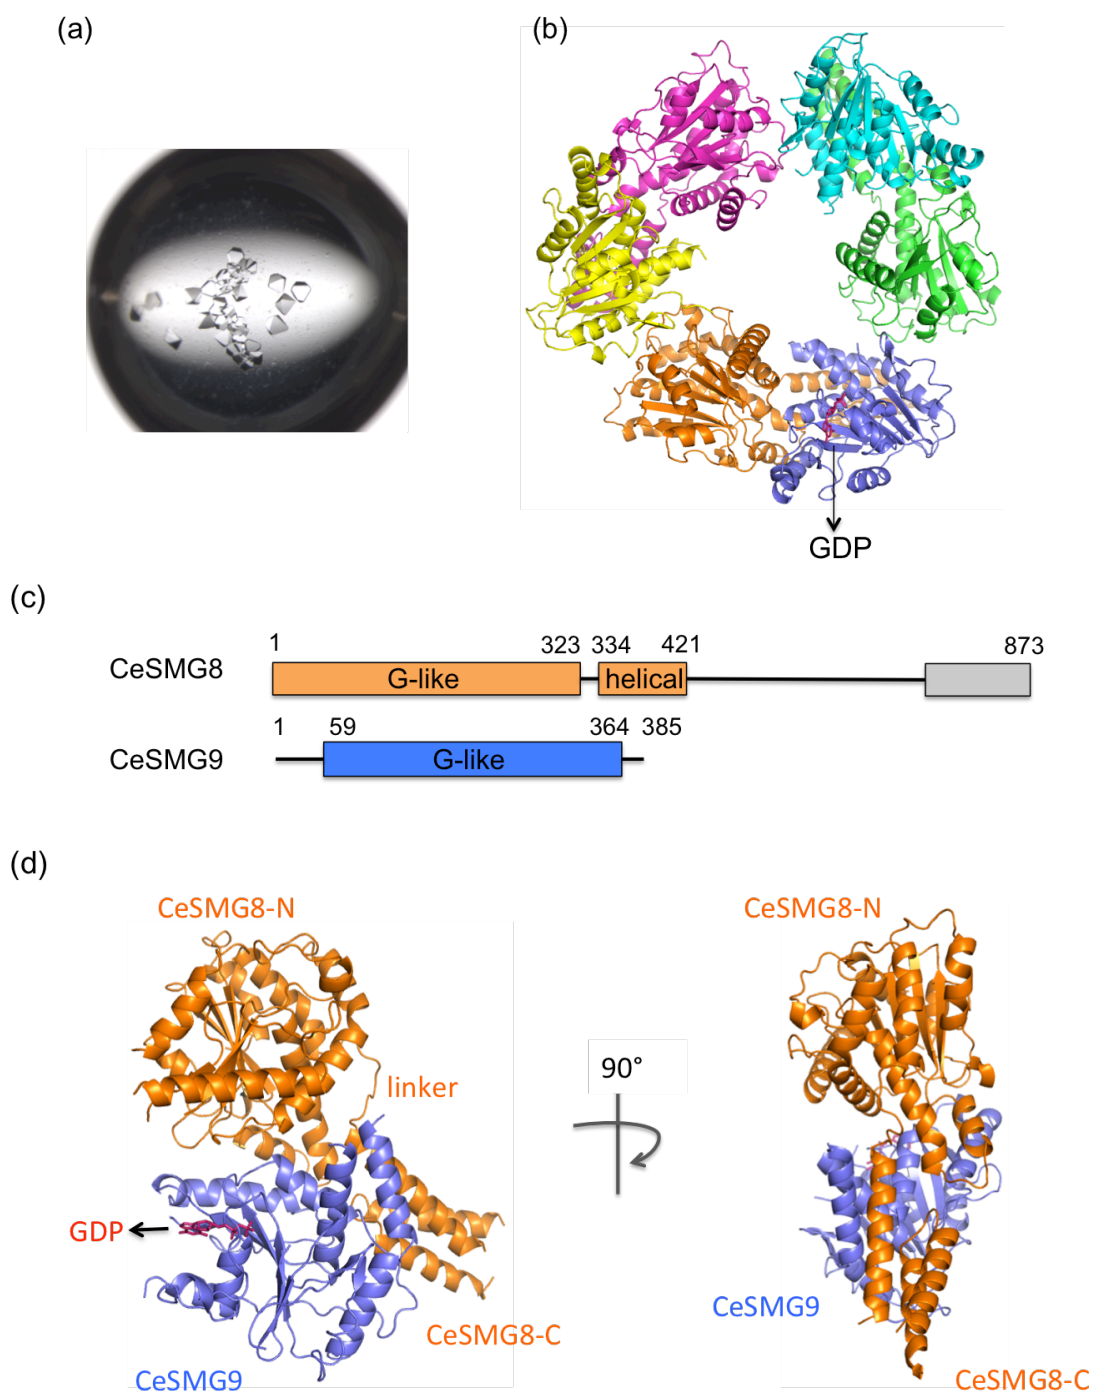 (a)
(b)
GDP
(c)
1 323 334 421 873
CeSMG8 G-like helical
1 59 364 385
CeSMG9 G-like
(d)
CeSMG8-N
CeSMG8-N
90°
linker
GDP
CeSMG9
CeSMG8-C
CeSMG9
CeSMG8-C